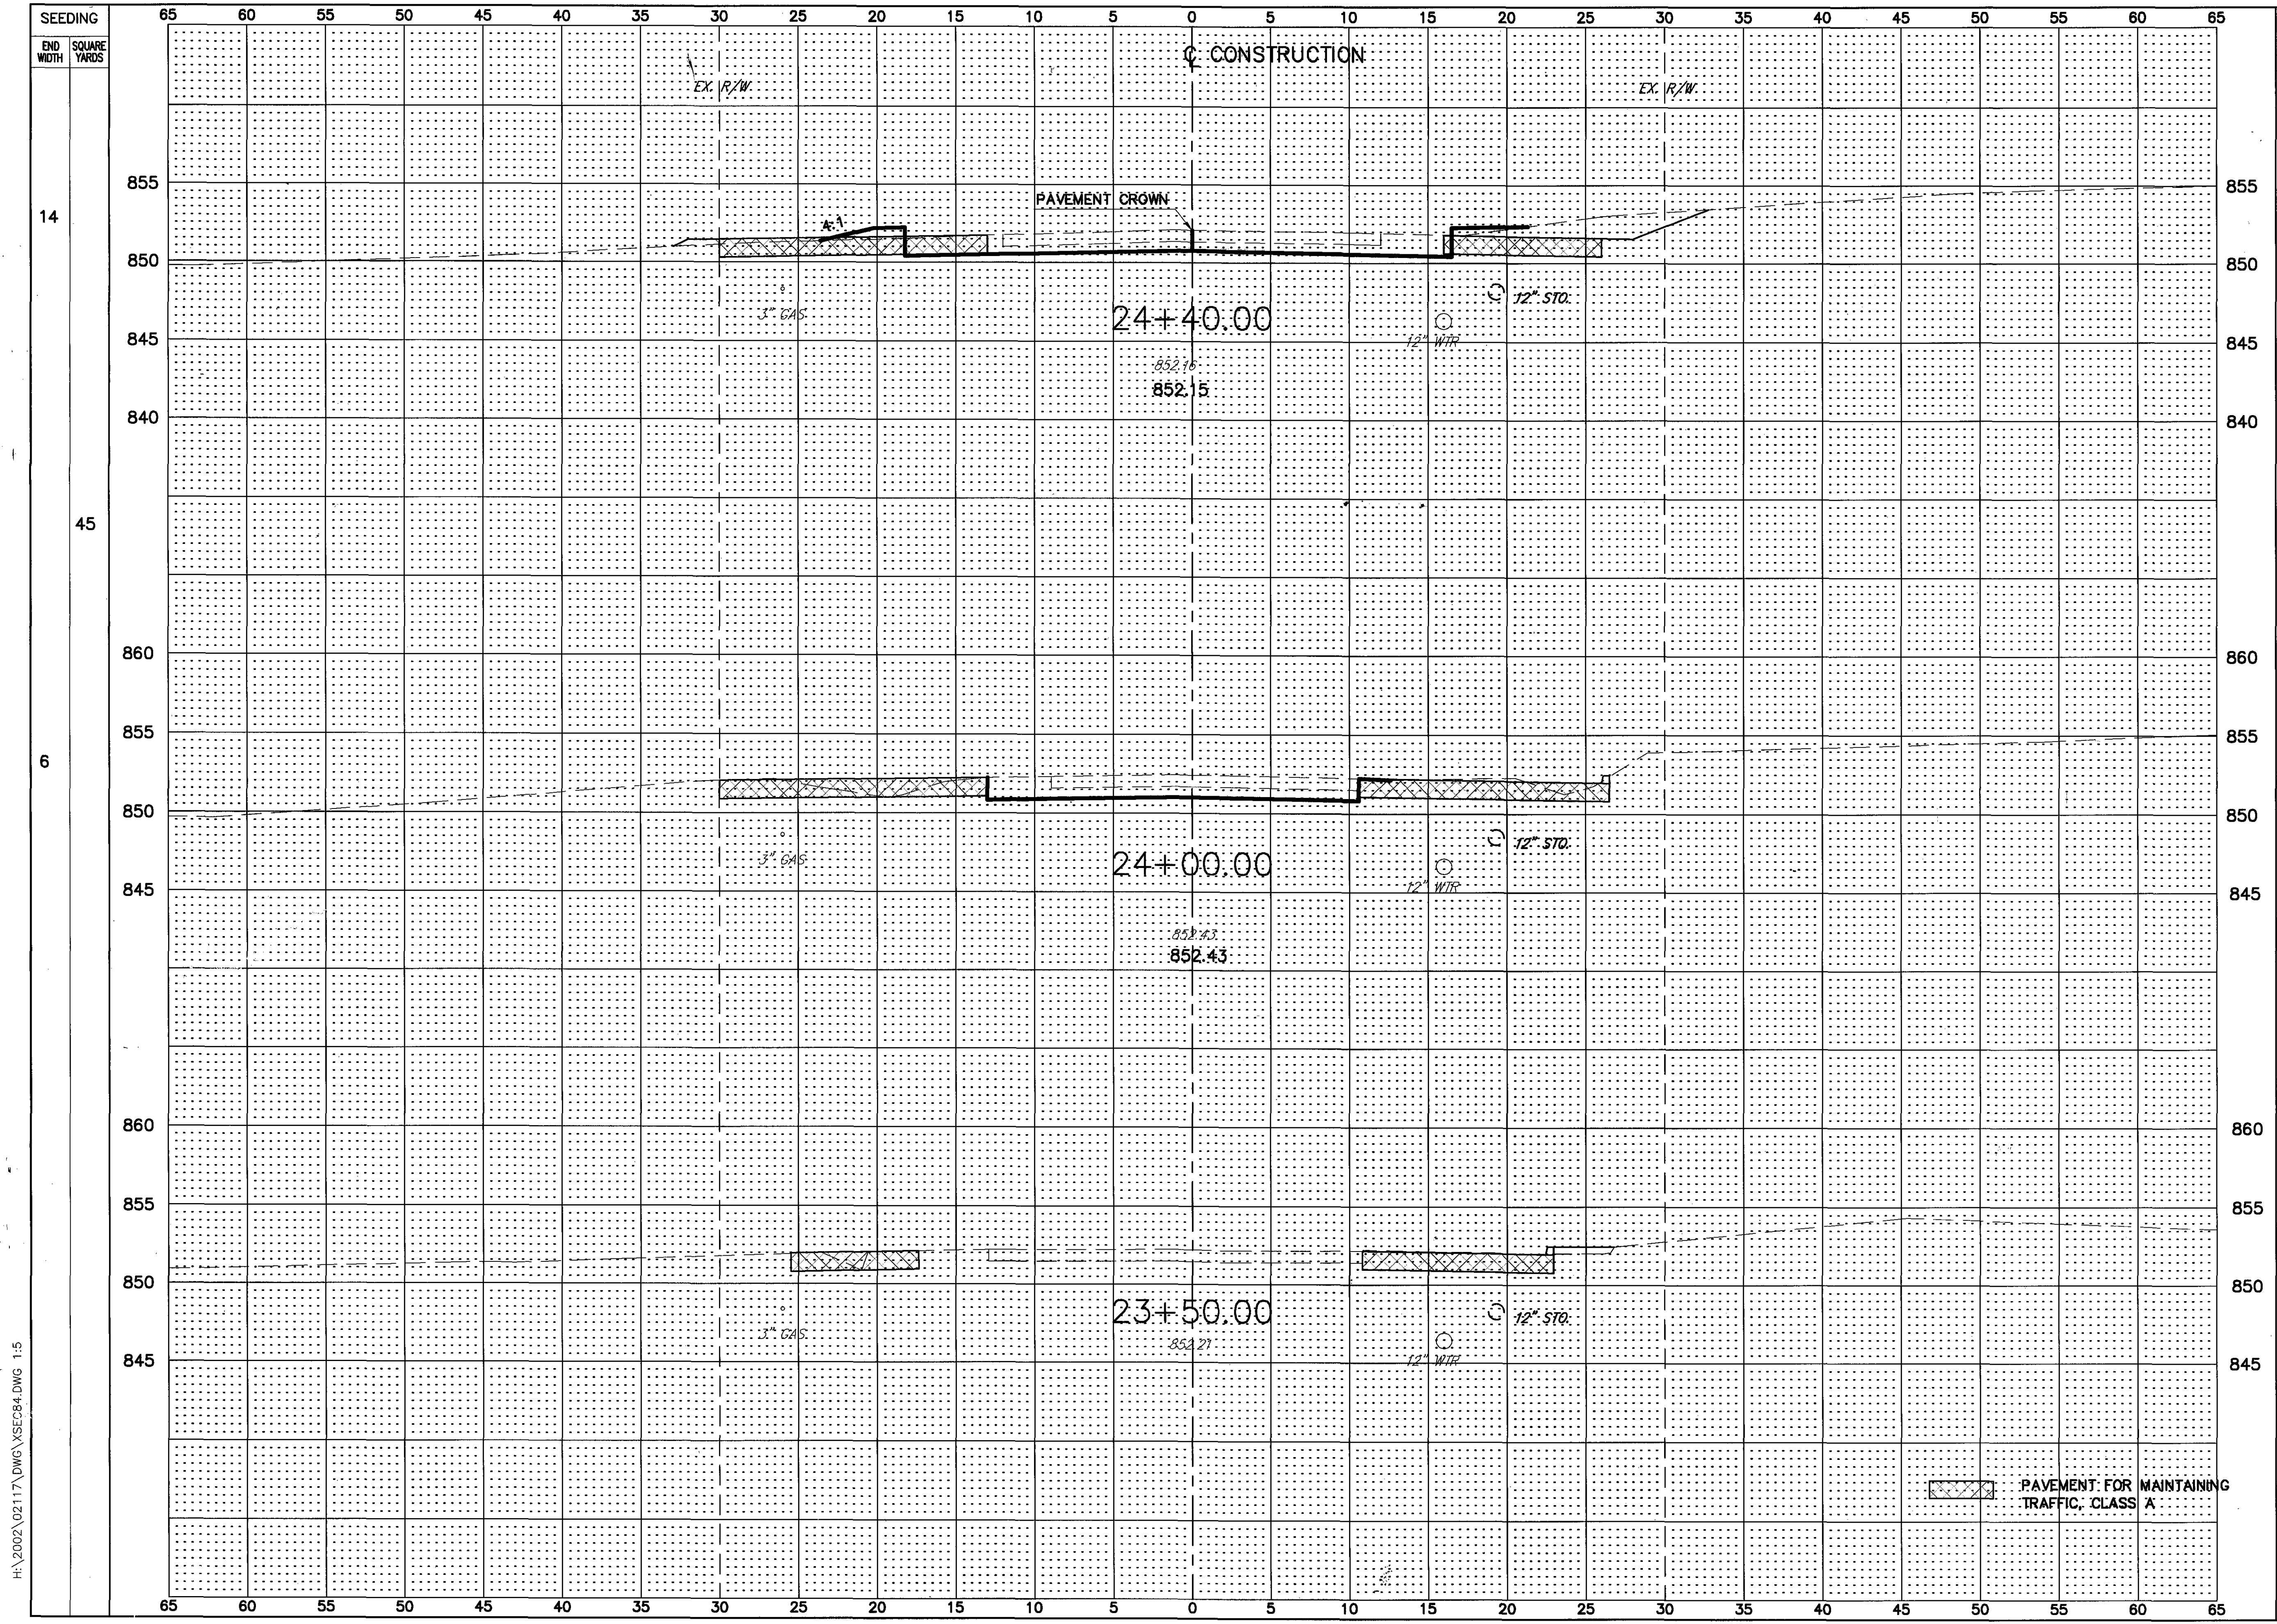 SEEDING
END WIDTH SQUARE YARDS
65 60 55 50 45 40 35 30 25 20 15 10 5 0 5 10 15 20 25 30 35 40 45 50 55 60 65
℄ CONSTRUCTION
EX. R/W EX. R/W
855 855
PAVEMENT CROWN
14
4:1
850 850
3" GAS 24+40.00 12" STO.
845 12" WTR 845
852.16
852.15
840 840
45
860 860
855 855
6
850 850
3" GAS 24+00.00 12" STO.
845 12" WTR 845
852.43
852.43
860 860
855 855
850 850
3" GAS 23+50.00 12" STO.
852.21
845 12" WTR 845
PAVEMENT FOR MAINTAINING
TRAFFIC, CLASS A
65 60 55 50 45 40 35 30 25 20 15 10 5 0 5 10 15 20 25 30 35 40 45 50 55 60 65
H:\2002\02117\DWG\XSEC84.DWG 1:5